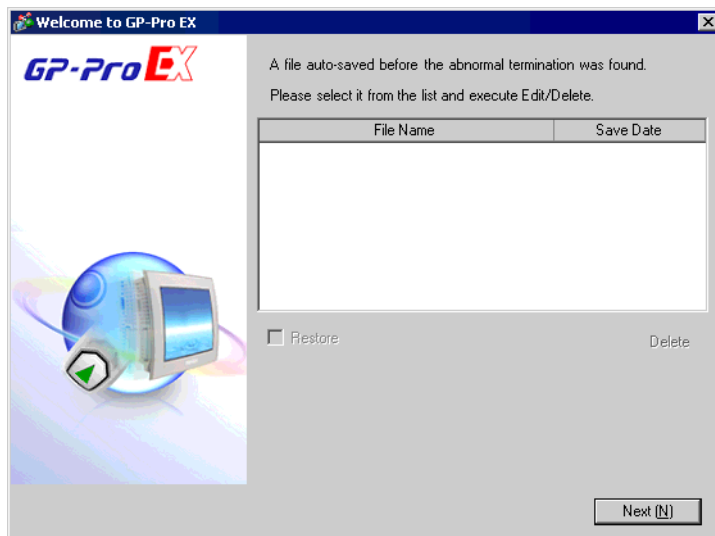 Welcome to GP-Pro EX
GP-Pro EX
A file auto-saved before the abnormal termination was found.
Please select it from the list and execute Edit/Delete.
File Name Save Date
Restore Delete
Next (N)